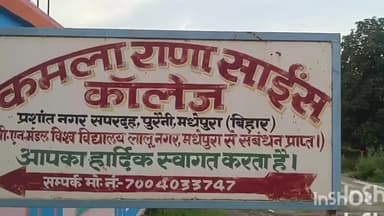 कमला राणा साईंस
कॉलेज
प्रशांत नगर सपरदह, पुरैनी, मधेपुरा (बिहार)
बी.एन.मंडल विश्व विद्यालय लालू नगर, मधेपुरा से संबंधन प्राप्त।)
आपका हार्दिक स्वागत करता है।
सम्पर्क मो. नं:- 7004033747
InShOt